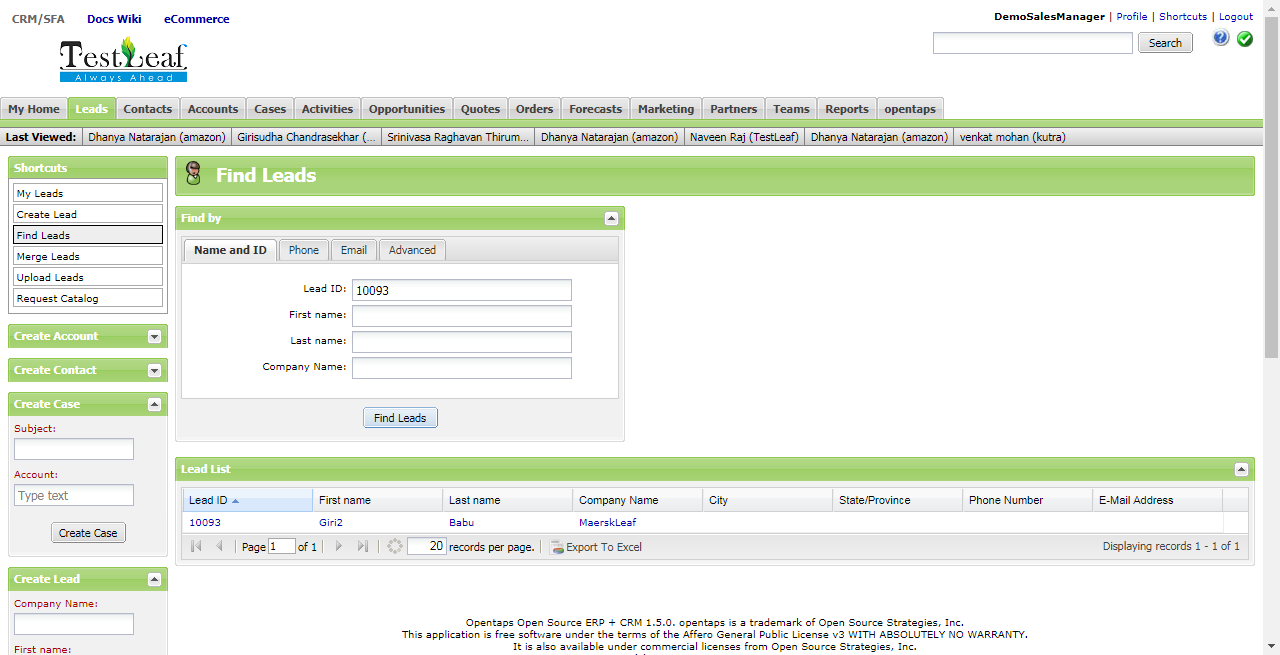 CRM/SFA Docs Wiki eCommerce
DemoSalesManager | Profile | Shortcuts | Logout
TestLeaf
Always Ahead
Search
My Home Leads Contacts Accounts Cases Activities Opportunities Quotes Orders Forecasts Marketing Partners Teams Reports opentaps
Last Viewed: Dhanya Natarajan (amazon) Girisudha Chandrasekhar (... Srinivasa Raghavan Thirum... Dhanya Natarajan (amazon) Naveen Raj (TestLeaf) Dhanya Natarajan (amazon) venkat mohan (kutra)
Shortcuts
My Leads
Create Lead
Find Leads
Merge Leads
Upload Leads
Request Catalog
Create Account
Create Contact
Create Case
Subject:
Account:
Type text
Create Case
Create Lead
Company Name:
First name:
Find Leads
Find by
Name and ID Phone Email Advanced
Lead ID: 10093
First name:
Last name:
Company Name:
Find Leads
Lead List
Lead ID First name Last name Company Name City State/Province Phone Number E-Mail Address
10093 Giri2 Babu MaerskLeaf
Page 1 of 1 20 records per page. Export To Excel Displaying records 1 - 1 of 1
Opentaps Open Source ERP + CRM 1.5.0. opentaps is a trademark of Open Source Strategies, Inc.
This application is free software under the terms of the Affero General Public License v3 WITH ABSOLUTELY NO WARRANTY.
It is also available under commercial licenses from Open Source Strategies, Inc.